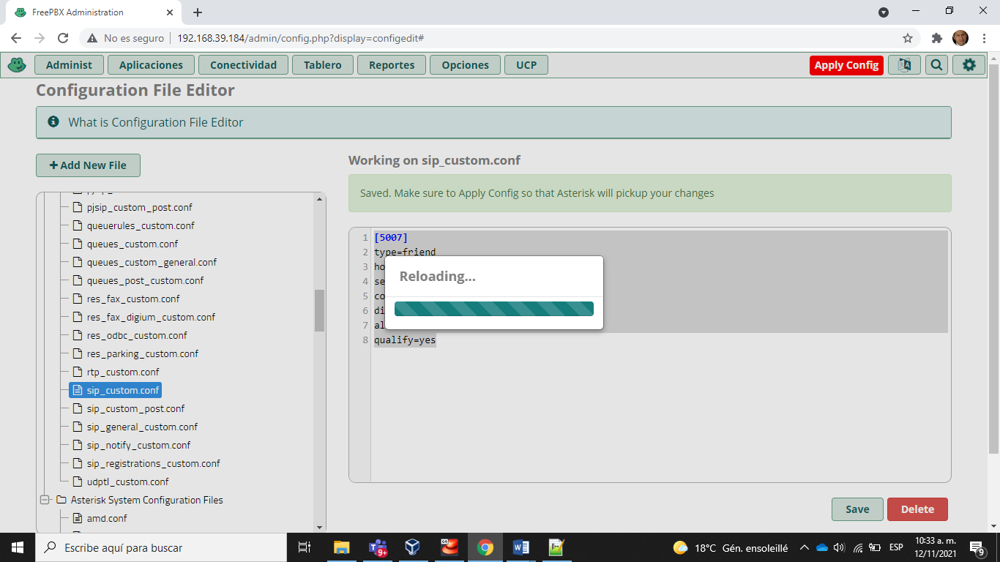 FreePBX Administration
No es seguro
192.168.39.184/admin/config.php?display=configedit#
Administ
Aplicaciones
Conectividad
Tablero
Reportes
Opciones
UCP
Apply Config
Configuration File Editor
What is Configuration File Editor
Add New File
pjsip_custom_post.conf
queuerules_custom.conf
queues_custom.conf
queues_custom_general.conf
queues_post_custom.conf
res_fax_custom.conf
res_fax_digium_custom.conf
res_odbc_custom.conf
res_parking_custom.conf
rtp_custom.conf
sip_custom.conf
sip_custom_post.conf
sip_general_custom.conf
sip_notify_custom.conf
sip_registrations_custom.conf
udptl_custom.conf
Asterisk System Configuration Files
amd.conf
Working on sip_custom.conf
Saved. Make sure to Apply Config so that Asterisk will pickup your changes
1 [5007]
2 type=friend
3 ho
4 se
5 co
6 di
7 al
8 qualify=yes
Reloading...
Save
Delete
Escribe aquí para buscar
9+
64
18°C Gén. ensoleillé
ESP
10:33 a. m.
12/11/2021
9